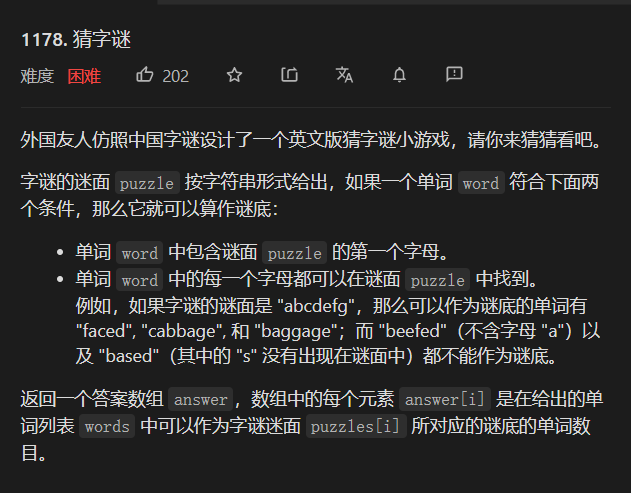 1178. 猜字谜
难度 困难 202
外国友人仿照中国字谜设计了一个英文版猜字谜小游戏，请你来猜猜看吧。
字谜的迷面 puzzle 按字符串形式给出，如果一个单词 word 符合下面两
个条件，那么它就可以算作谜底：
• 单词 word 中包含谜面 puzzle 的第一个字母。
• 单词 word 中的每一个字母都可以在谜面 puzzle 中找到。
例如，如果字谜的谜面是 "abcdefg"，那么可以作为谜底的单词有
"faced", "cabbage", 和 "baggage"；而 "beefed"（不含字母 "a"）以
及 "based"（其中的 "s" 没有出现在谜面中）都不能作为谜底。
返回一个答案数组 answer，数组中的每个元素 answer[i] 是在给出的单
词列表 words 中可以作为字谜迷面 puzzles[i] 所对应的谜底的单词数
目。